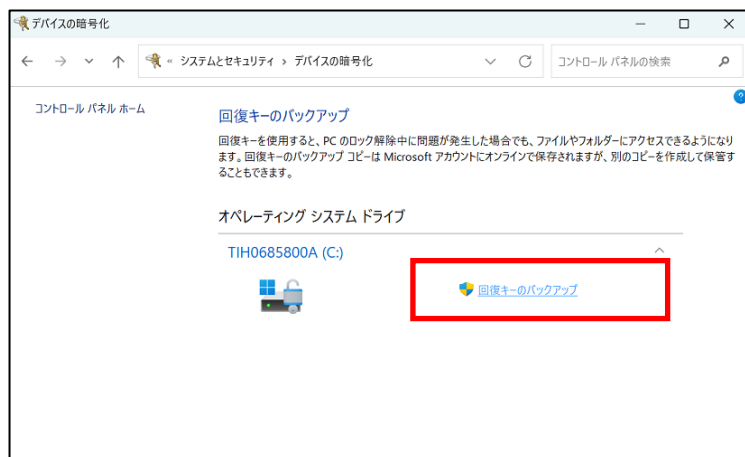 デバイスの暗号化
« システムとセキュリティ › デバイスの暗号化
コントロール パネルの検索
コントロール パネル ホーム
回復キーのバックアップ
回復キーを使用すると、PC のロック解除中に問題が発生した場合でも、ファイルやフォルダーにアクセスできるようになり
ます。回復キーのバックアップ コピーは Microsoft アカウントにオンラインで保存されますが、別のコピーを作成して保管す
ることもできます。
オペレーティング システム ドライブ
TIH0685800A (C:)
回復キーのバックアップ